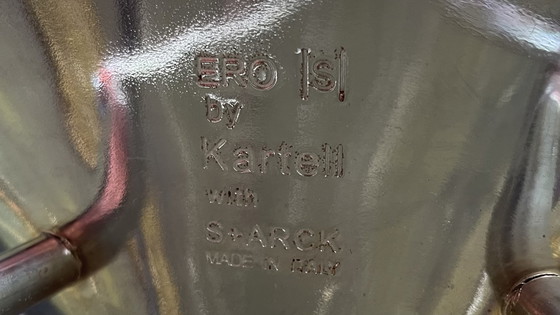 ERO |S|
by
Kartell
with
S+ARCK
MADE IN ITALY